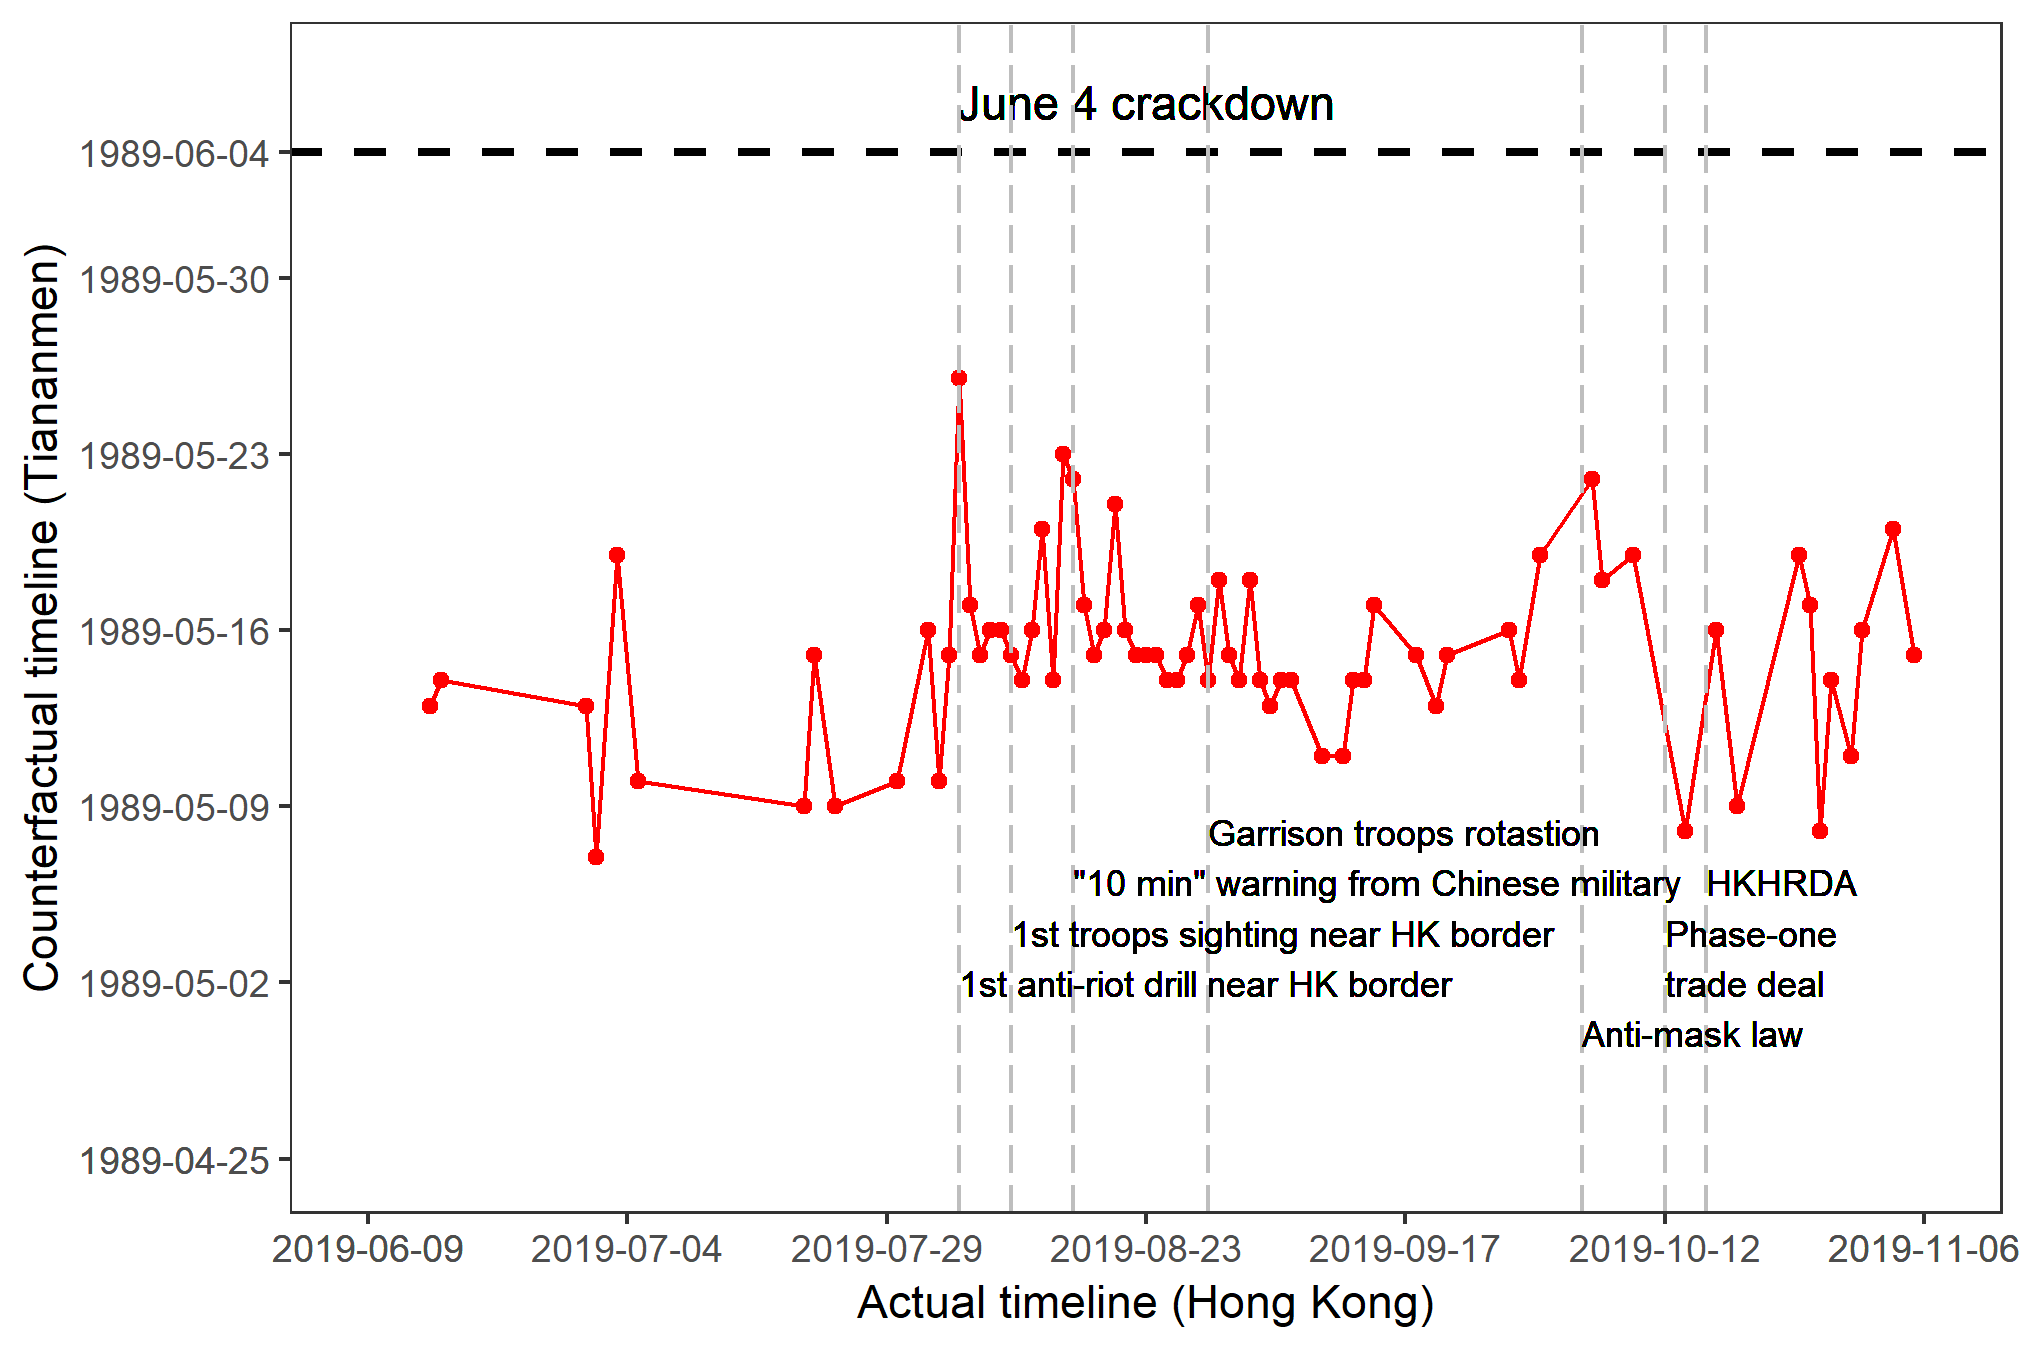 June 4 crackdown
1989-06-04
1989-05-30
1989-05-23
1989-05-16
1989-05-09
1989-05-02
1989-04-25
Counterfactual timeline (Tiananmen)
Garrison troops rotastion
"10 min" warning from Chinese military
HKHRDA
1st troops sighting near HK border
Phase-one
1st anti-riot drill near HK border
trade deal
Anti-mask law
2019-06-09
2019-07-04
2019-07-29
2019-08-23
2019-09-17
2019-10-12
2019-11-06
Actual timeline (Hong Kong)